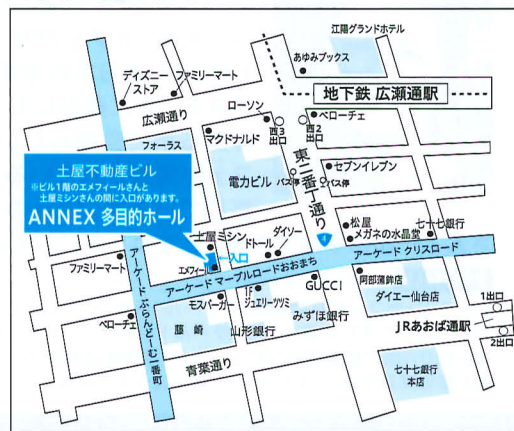 江陽グランドホテル
あゆみブックス
ディズニー
ストア
ファミリーマート
地下鉄 広瀬通駅
広瀬通り
ローソン
西3
出口
西2
出口
ベローチェ
フォーラス
マクドナルド
東二番丁通り
セブンイレブン
土屋不動産ビル
※ビル1階のエメフィールさんと
土屋ミシンさんの間に入口があります。
ANNEX 多目的ホール
電力ビル
バス停
バス停
松屋
メガネの水晶堂
七十七銀行
土屋ミシン
←入口
ドトール
ダイソー
ファミリーマート
エメフィール
アーケード マーブルロードおおまち
アーケード クリスロード
アーケード ぶらんどーむ一番町
モスバーガー
IF
ジュエリーツツミ
GUCCI
阿部蒲鉾店
ダイエー仙台店
ベローチェ
藤崎
山形銀行
みずほ銀行
1出口
JRあおば通駅
2出口
青葉通り
七十七銀行
本店